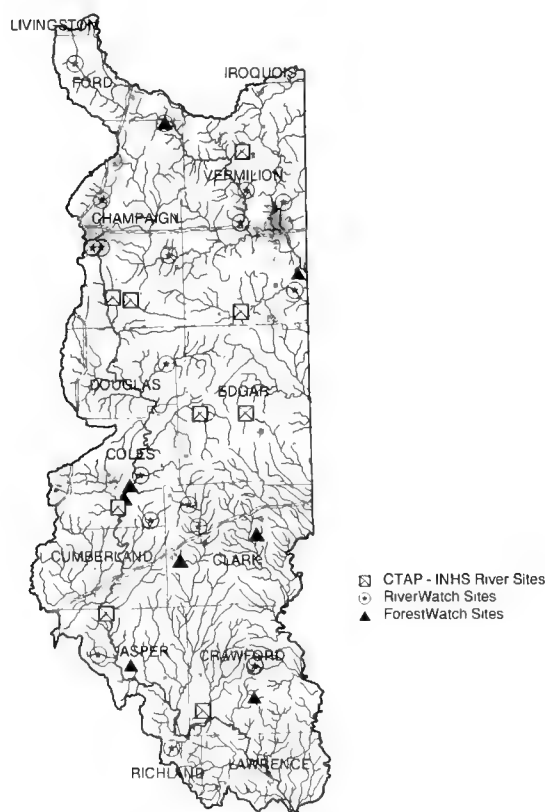 LIVINGSTON
FORD
IROQUOIS
VERMILION
CHAMPAIGN
DOUGLAS
EDGAR
COLES
CUMBERLAND
CLARK
JASPER
CRAWFORD
RICHLAND
LAWRENCE
CTAP - INHS River Sites
RiverWatch Sites
ForestWatch Sites